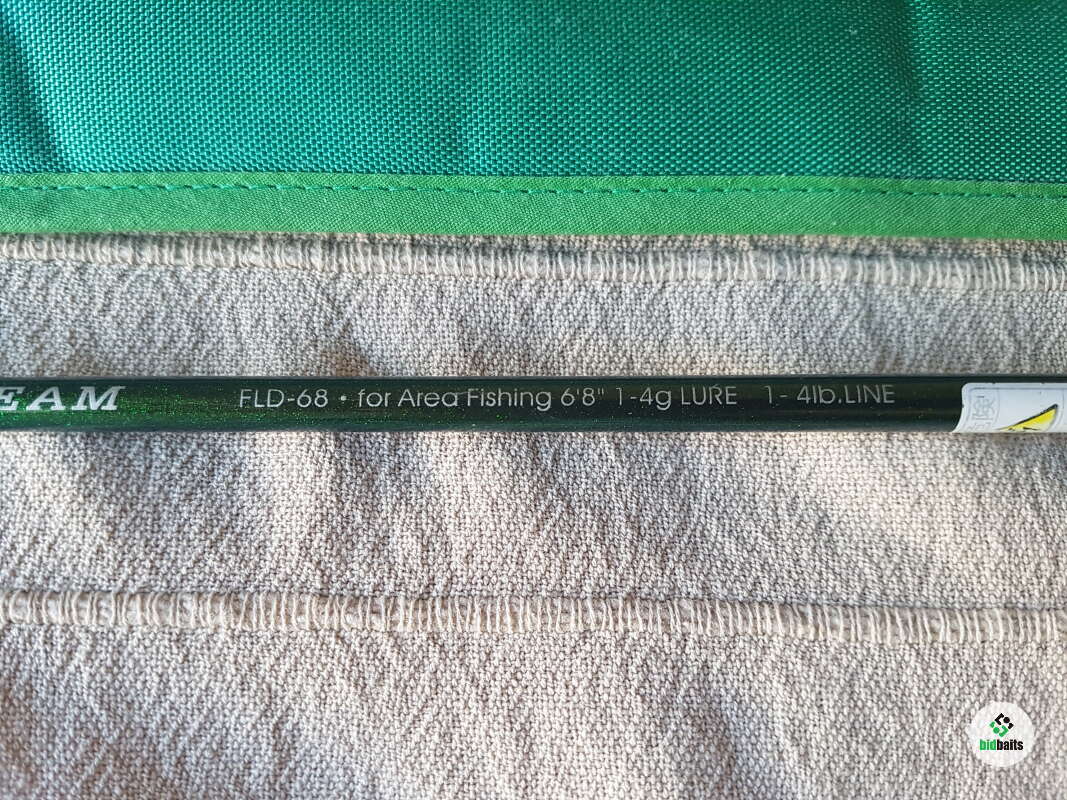 EAM FLD-68 • for Area Fishing 6'8" 1-4g LURE 1- 4lb.LINE
bidbaits